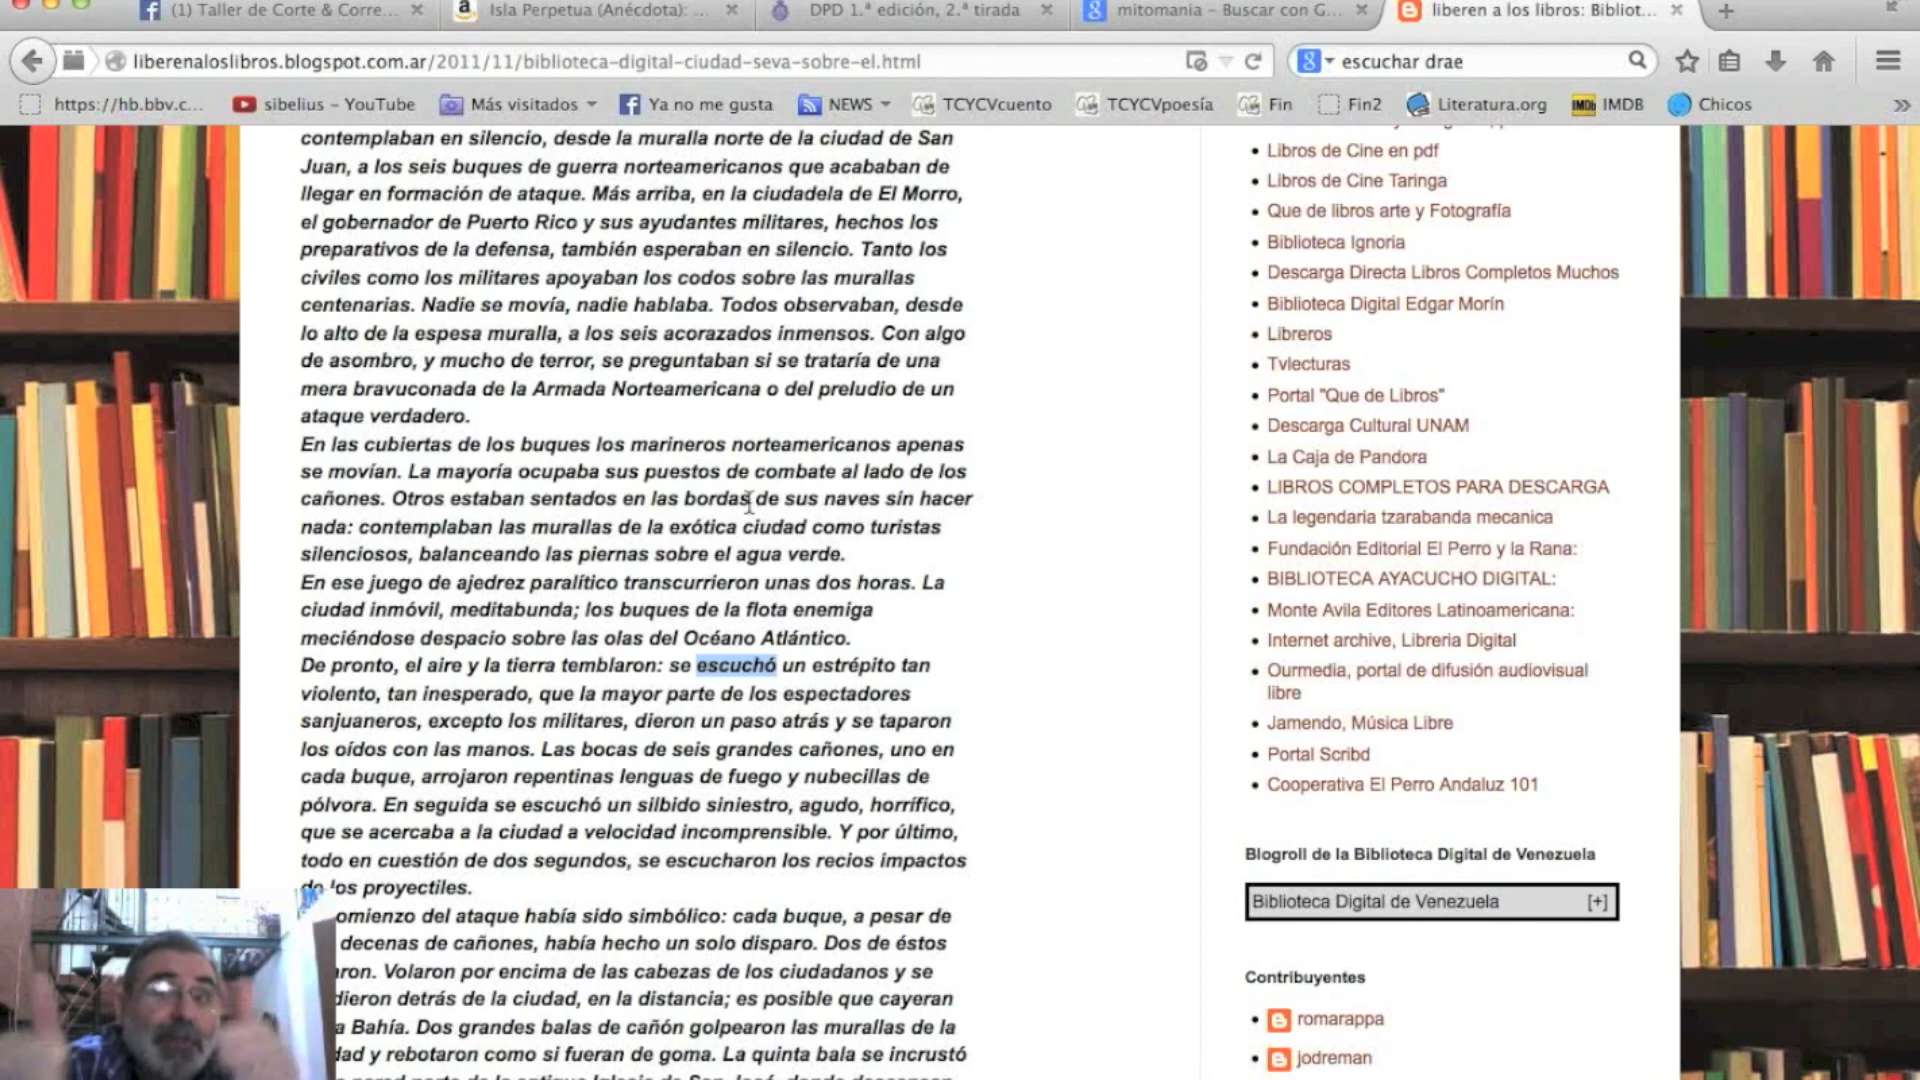 (1) Taller de Corte & Corre...
Isla Perpetua (Anécdota): ...
DPD 1.ª edición, 2.ª tirada
mitomania – Buscar con G...
liberen a los libros: Bibliot...
liberenaloslibros.blogspot.com.ar/2011/11/biblioteca-digital-ciudad-seva-sobre-el.html
escuchar drae
https://hb.bbv.c...
sibelius – YouTube
Más visitados
Ya no me gusta
NEWS
TCYCVcuento
TCYCVpoesía
Fin
Fin2
Literatura.org
IMDb IMDB
Chicos
contemplaban en silencio, desde la muralla norte de la ciudad de San
Juan, a los seis buques de guerra norteamericanos que acababan de
llegar en formación de ataque. Más arriba, en la ciudadela de El Morro,
el gobernador de Puerto Rico y sus ayudantes militares, hechos los
preparativos de la defensa, también esperaban en silencio. Tanto los
civiles como los militares apoyaban los codos sobre las murallas
centenarias. Nadie se movía, nadie hablaba. Todos observaban, desde
lo alto de la espesa muralla, a los seis acorazados inmensos. Con algo
de asombro, y mucho de terror, se preguntaban si se trataría de una
mera bravuconada de la Armada Norteamericana o del preludio de un
ataque verdadero.
En las cubiertas de los buques los marineros norteamericanos apenas
se movían. La mayoría ocupaba sus puestos de combate al lado de los
cañones. Otros estaban sentados en las bordas de sus naves sin hacer
nada: contemplaban las murallas de la exótica ciudad como turistas
silenciosos, balanceando las piernas sobre el agua verde.
En ese juego de ajedrez paralítico transcurrieron unas dos horas. La
ciudad inmóvil, meditabunda; los buques de la flota enemiga
meciéndose despacio sobre las olas del Océano Atlántico.
De pronto, el aire y la tierra temblaron: se escuchó un estrépito tan
violento, tan inesperado, que la mayor parte de los espectadores
sanjuaneros, excepto los militares, dieron un paso atrás y se taparon
los oídos con las manos. Las bocas de seis grandes cañones, uno en
cada buque, arrojaron repentinas lenguas de fuego y nubecillas de
pólvora. En seguida se escuchó un silbido siniestro, agudo, horrífico,
que se acercaba a la ciudad a velocidad incomprensible. Y por último,
todo en cuestión de dos segundos, se escucharon los recios impactos
de los proyectiles.
omienzo del ataque había sido simbólico: cada buque, a pesar de
decenas de cañones, había hecho un solo disparo. Dos de éstos
aron. Volaron por encima de las cabezas de los ciudadanos y se
dieron detrás de la ciudad, en la distancia; es posible que cayeran
a Bahía. Dos grandes balas de cañón golpearon las murallas de la
dad y rebotaron como si fueran de goma. La quinta bala se incrustó
Libros de Cine en pdf
Libros de Cine Taringa
Que de libros arte y Fotografía
Biblioteca Ignoria
Descarga Directa Libros Completos Muchos
Biblioteca Digital Edgar Morín
Libreros
Tvlecturas
Portal "Que de Libros"
Descarga Cultural UNAM
La Caja de Pandora
LIBROS COMPLETOS PARA DESCARGA
La legendaria tzarabanda mecanica
Fundación Editorial El Perro y la Rana:
BIBLIOTECA AYACUCHO DIGITAL:
Monte Avila Editores Latinoamericana:
Internet archive, Libreria Digital
Ourmedia, portal de difusión audiovisual
libre
Jamendo, Música Libre
Portal Scribd
Cooperativa El Perro Andaluz 101
Blogroll de la Biblioteca Digital de Venezuela
Biblioteca Digital de Venezuela [+]
Contribuyentes
romarappa
jodreman